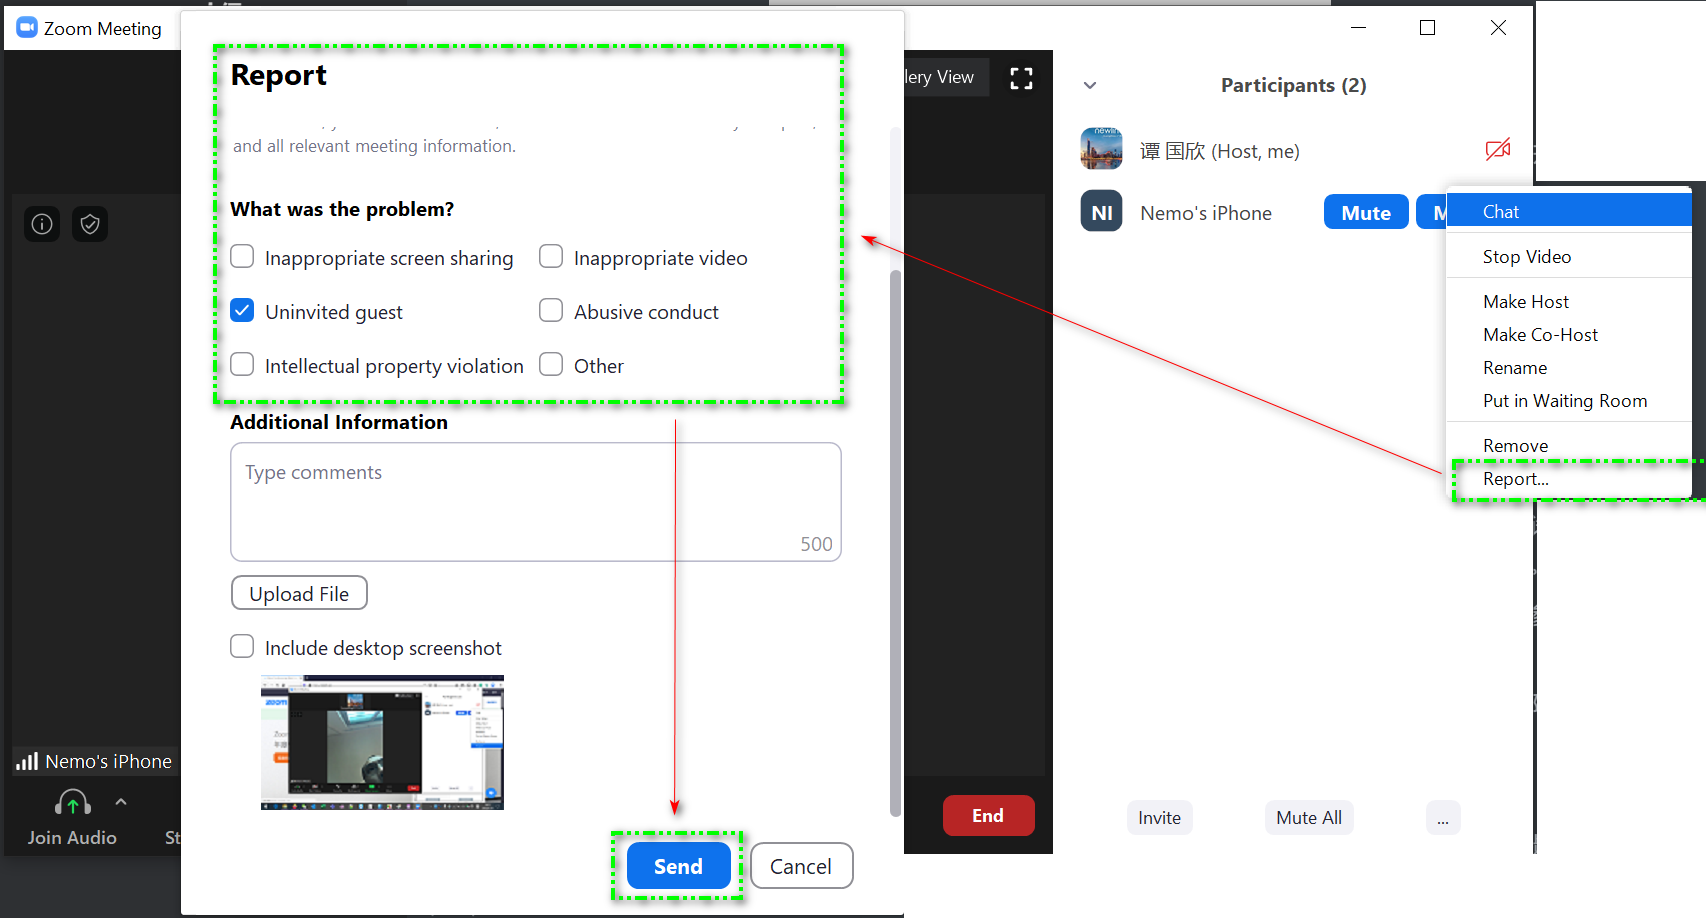 Zoom Meeting
Report
and all relevant meeting information.
What was the problem?
Inappropriate screen sharing
Inappropriate video
Uninvited guest
Abusive conduct
Intellectual property violation
Other
Additional Information
Type comments
500
Upload File
Include desktop screenshot
Send
Cancel
Nemo's iPhone
Join Audio
St
lery View
End
Participants (2)
谭 国欣 (Host, me)
NI
Nemo's iPhone
Mute
M
Chat
Stop Video
Make Host
Make Co-Host
Rename
Put in Waiting Room
Remove
Report...
Invite
Mute All
...